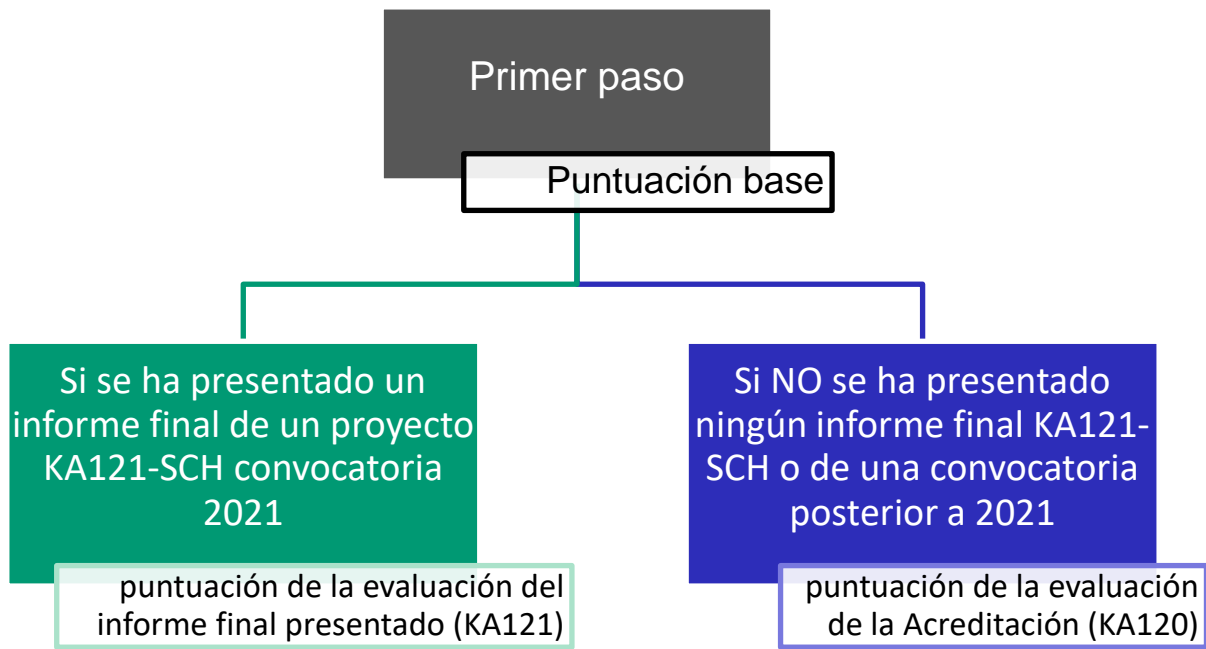 Primer paso
Puntuación base
Si se ha presentado un
informe final de un proyecto
KA121-SCH convocatoria
2021
puntuación de la evaluación del
informe final presentado (KA121)
Si NO se ha presentado
ningún informe final KA121-
SCH o de una convocatoria
posterior a 2021
puntuación de la evaluación
de la Acreditación (KA120)